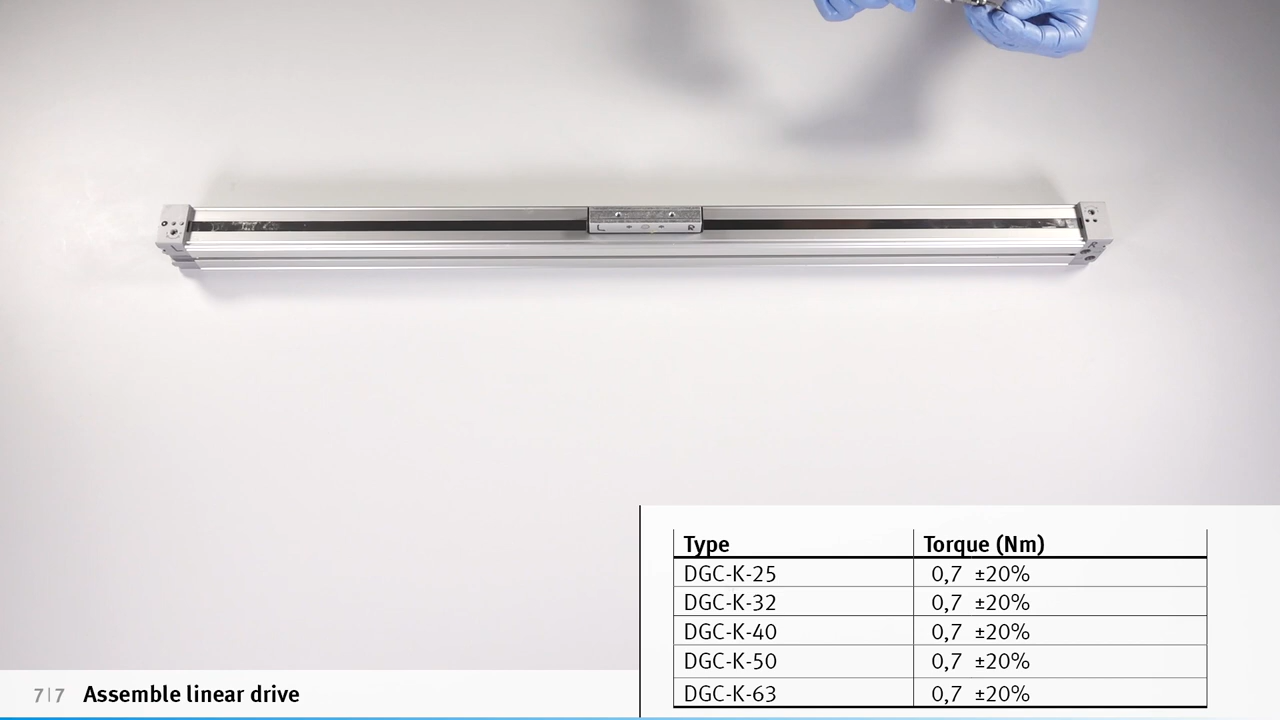 L R
R
Type Torque (Nm)
DGC-K-25 0,7 ±20%
DGC-K-32 0,7 ±20%
DGC-K-40 0,7 ±20%
DGC-K-50 0,7 ±20%
DGC-K-63 0,7 ±20%
7|7 Assemble linear drive